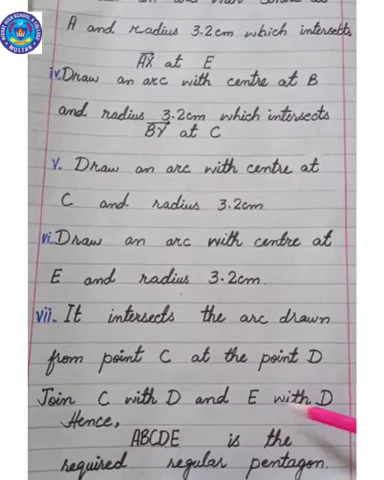 A and radius 3.2cm which intersects
AX at E
iv. Draw an arc with centre at B
and radius 3.2cm which intersects
BY at C
v. Draw an arc with centre at
C and radius 3.2cm
vi. Draw an arc with centre at
E and radius 3.2cm.
vii. It intersects the arc drawn
from point C at the point D
Join C with D and E with D
Hence,
ABCDE is the
required regular pentagon.